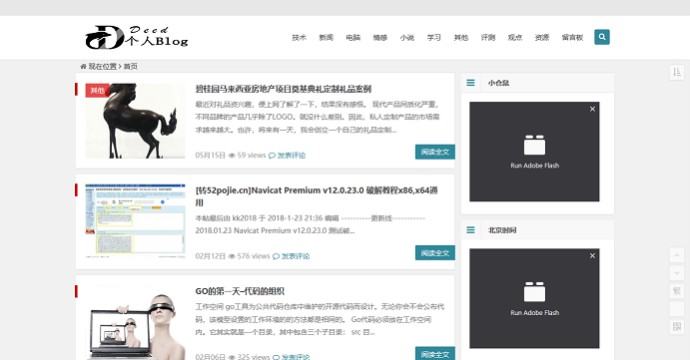 Deed
个人Blog
技术 新闻 电脑 情感 小说 学习 其他 评测 观点 资源 留言板
现在位置 > 首页
其他
碧桂园马来西亚房地产项目奠基典礼定制礼品案例
最近对礼品资兴趣，便上网了解了一下，结果深有感慨。 现代产品同质化严重，
不同品牌的产品几乎除了LOGO，就没什么差别。因此，私人定制产品的市场需
求越来越大。也许，将来有一天，我会创立一个自己的礼品定制...
05月15日 59 views 发表评论
阅读全文
[转52pojie.cn]Navicat Premium v12.0.23.0 破解教程x86,x64通
用
本帖最后由 kk2018 于 2018-1-23 21:36 编辑 ----------更新线-----------
2018.01.23 Navicat Premium v12.0.23.0 测试破...
02月12日 576 views 发表评论
阅读全文
GO的第一天–代码的组织
工作空间 go工具为公共代码仓库中维护的开源代码而设计。无论你会不会公布代
码，该模型设置的工作环境的方法都是相同的。 Go代码必须放在工作空间
内。它其实就是一个目录，其中包含三个子目录： src 目...
02月06日 325 views 发表评论
阅读全文
小仓鼠
Run Adobe Flash
北京时间
Run Adobe Flash
繁